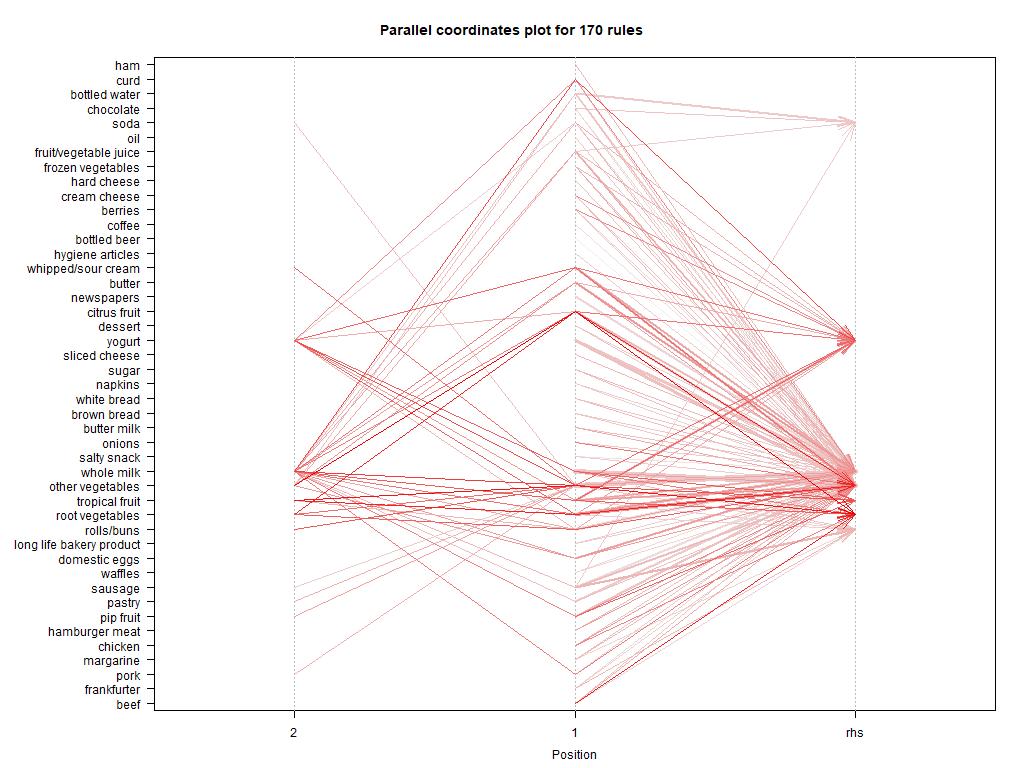 Parallel coordinates plot for 170 rules
ham
curd
bottled water
chocolate
soda
oil
fruit/vegetable juice
frozen vegetables
hard cheese
cream cheese
berries
coffee
bottled beer
hygiene articles
whipped/sour cream
butter
newspapers
citrus fruit
dessert
yogurt
sliced cheese
sugar
napkins
white bread
brown bread
butter milk
onions
salty snack
whole milk
other vegetables
tropical fruit
root vegetables
rolls/buns
long life bakery product
domestic eggs
waffles
sausage
pastry
pip fruit
hamburger meat
chicken
margarine
pork
frankfurter
beef
2 1 rhs
Position